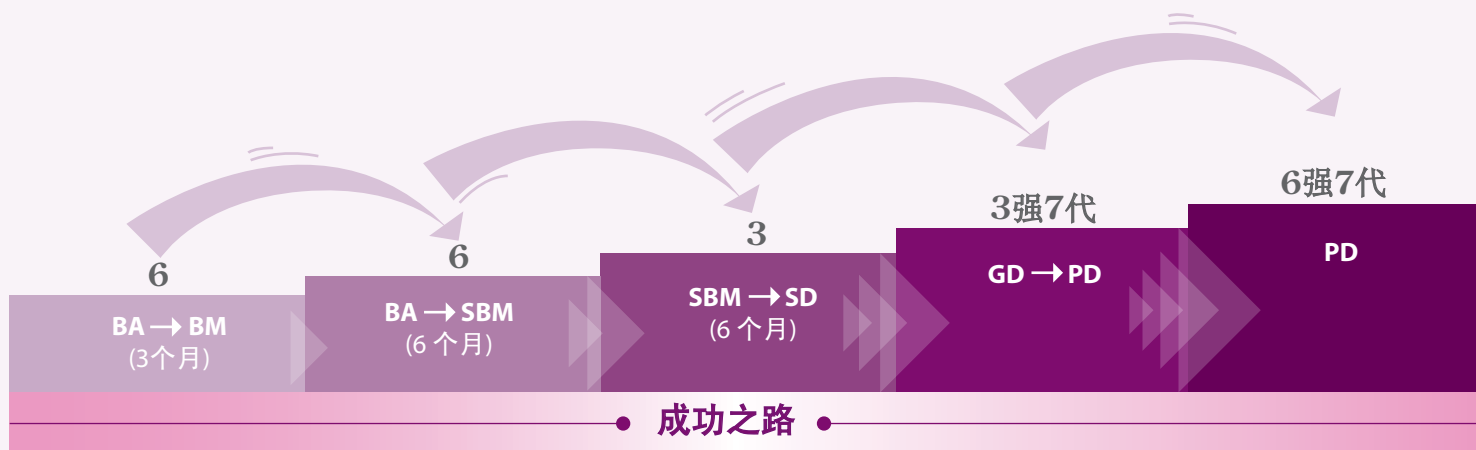 6
BA → BM
(3个月)
6
BA → SBM
(6 个月)
3
SBM → SD
(6 个月)
3强7代
GD → PD
6强7代
PD
成功之路